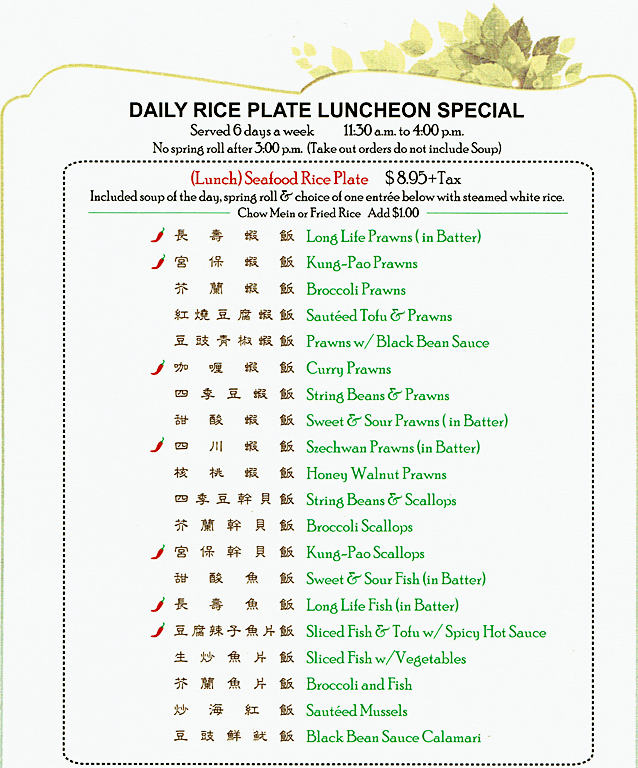 DAILY RICE PLATE LUNCHEON SPECIAL
Served 6 days a week 11:30 a.m. to 4:00 p.m.
No spring roll after 3:00 p.m. (Take out orders do not include Soup)
(Lunch) Seafood Rice Plate $8.95+Tax
Included soup of the day, spring roll & choice of one entrée below with steamed white rice.
Chow Mein or Fried Rice Add $1.00
長壽蝦飯 Long Life Prawns ( in Batter)
宮保蝦飯 Kung-Pao Prawns
芥蘭蝦飯 Broccoli Prawns
紅燒豆腐蝦飯 Sautéed Tofu & Prawns
豆豉青椒蝦飯 Prawns w/ Black Bean Sauce
咖喱蝦飯 Curry Prawns
四季豆蝦飯 String Beans & Prawns
甜酸蝦飯 Sweet & Sour Prawns ( in Batter)
四川蝦飯 Szechwan Prawns (in Batter)
核桃蝦飯 Honey Walnut Prawns
四季豆幹貝飯 String Beans & Scallops
芥蘭幹貝飯 Broccoli Scallops
宮保幹貝飯 Kung-Pao Scallops
甜酸魚飯 Sweet & Sour Fish (in Batter)
長壽魚飯 Long Life Fish (in Batter)
豆腐辣子魚片飯 Sliced Fish & Tofu w/ Spicy Hot Sauce
生炒魚片飯 Sliced Fish w/Vegetables
芥蘭魚片飯 Broccoli and Fish
炒海紅飯 Sautéed Mussels
豆豉鮮魷飯 Black Bean Sauce Calamari